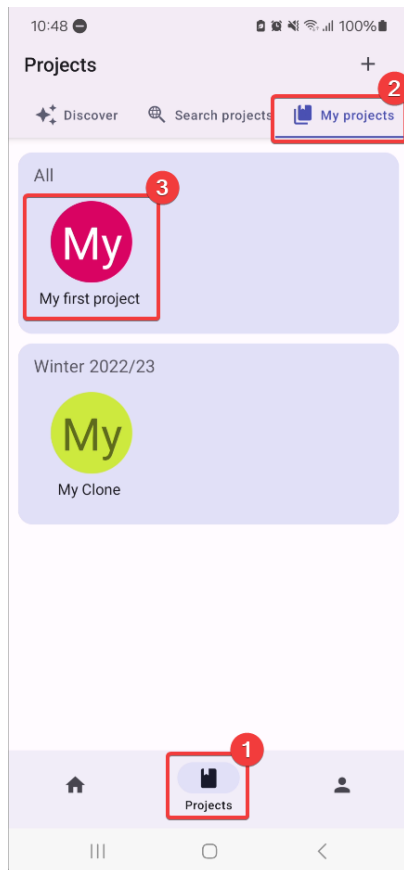 10:48
100%
Projects
+
2
Discover
Search projects
My projects
All
3
My
My first project
Winter 2022/23
My
My Clone
1
Projects